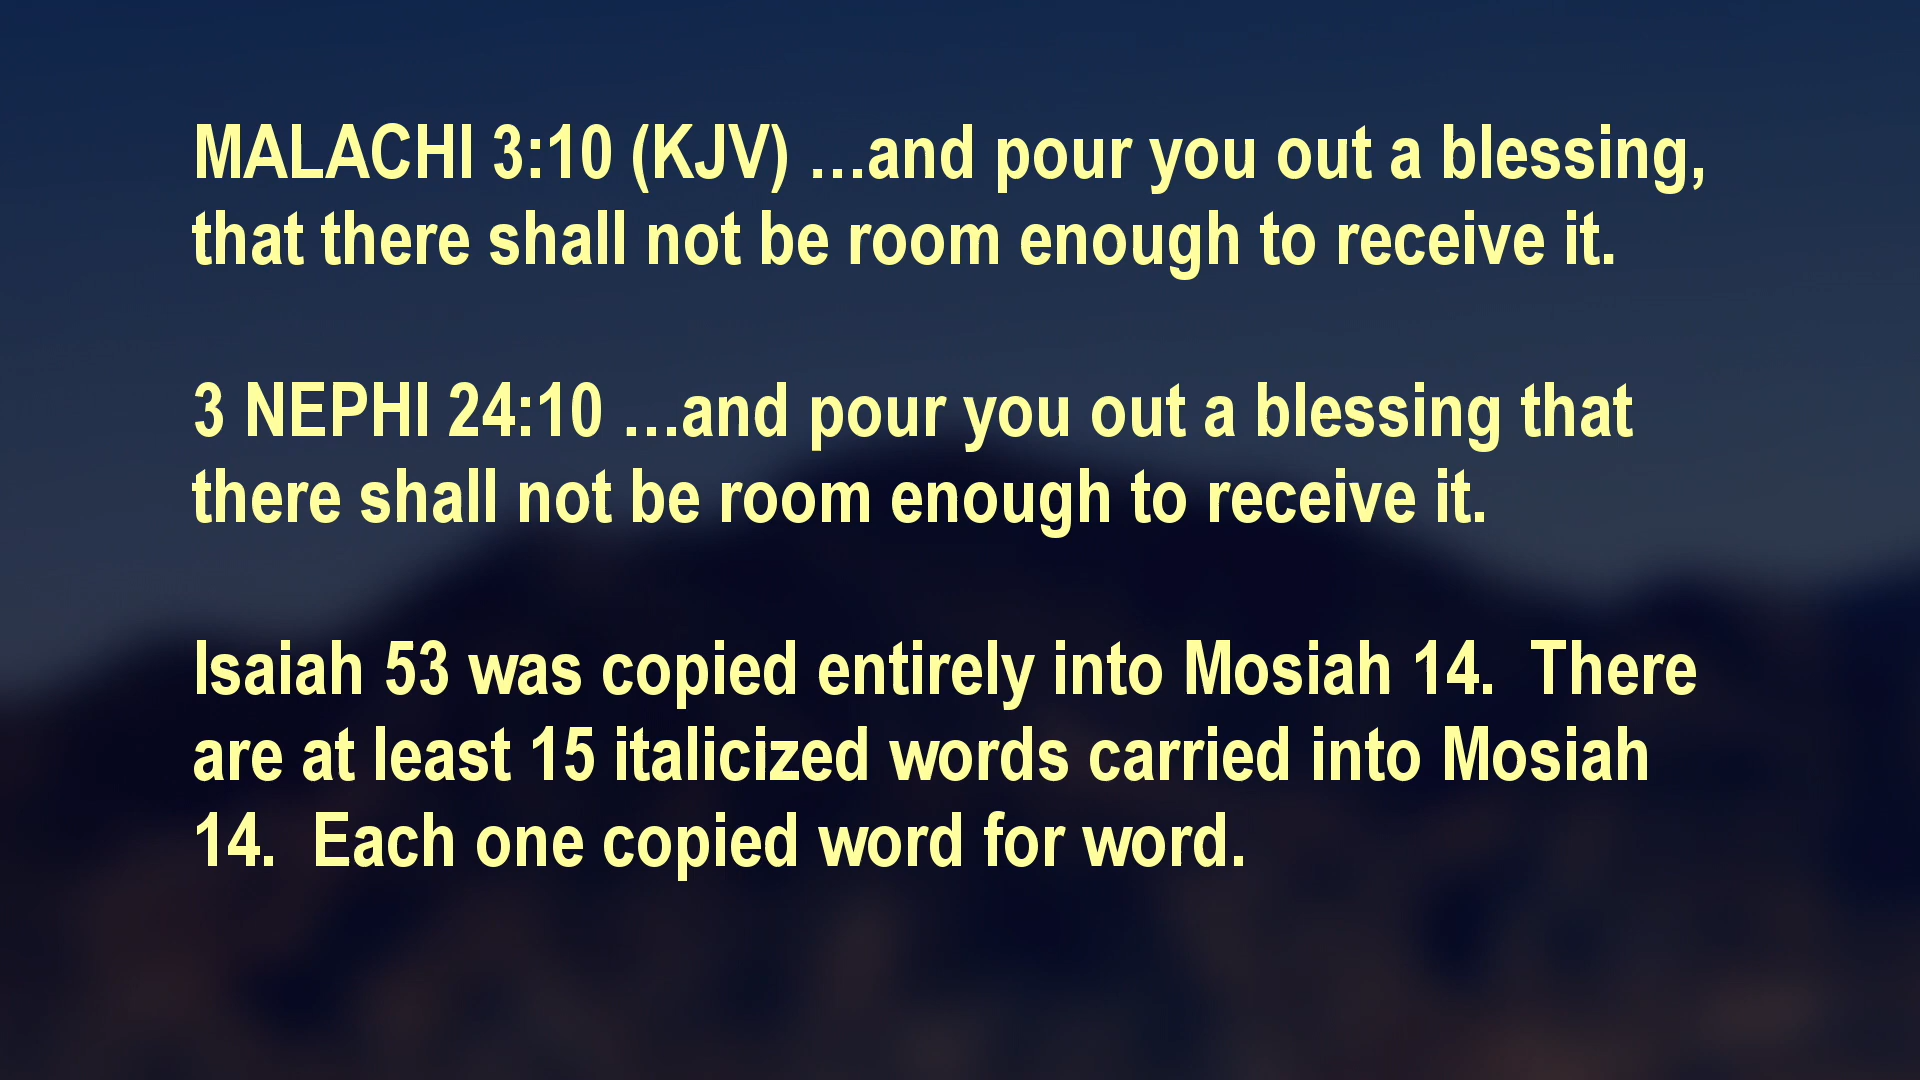 MALACHI 3:10 (KJV) …and pour you out a blessing,
that there shall not be room enough to receive it.
3 NEPHI 24:10 …and pour you out a blessing that
there shall not be room enough to receive it.
Isaiah 53 was copied entirely into Mosiah 14.  There
are at least 15 italicized words carried into Mosiah
14.  Each one copied word for word.